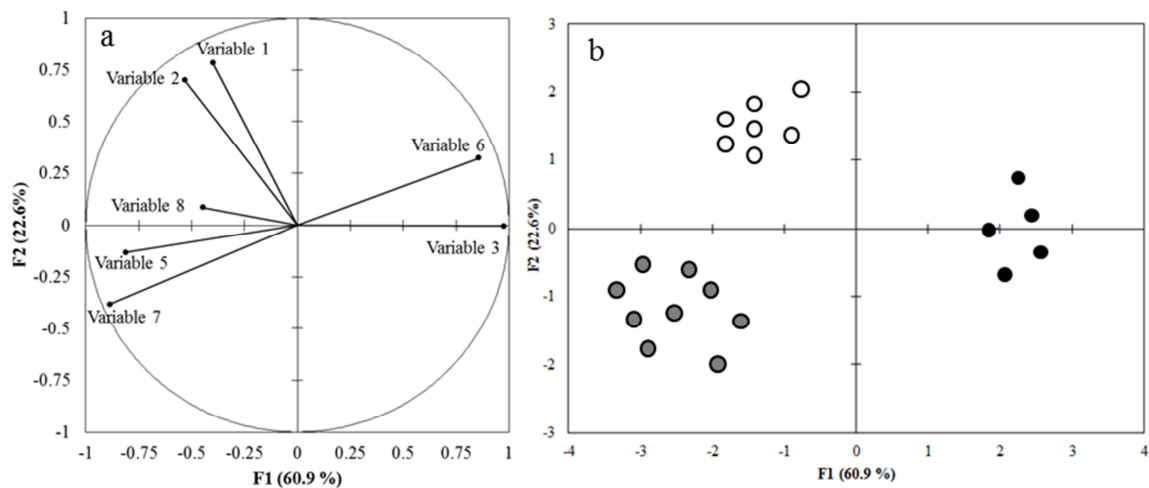 a
1
0.75
0.5
0.25
0
-0.25
-0.5
-0.75
-1
F2 (22.6%)
Variable 1
Variable 2
Variable 6
Variable 8
Variable 3
Variable 5
Variable 7
-1 -0.75 -0.5 -0.25 0 0.25 0.5 0.75 1
F1 (60.9 %)
b
3
2
1
0
-1
-2
-3
F2 (22.6%)
-4 -3 -2 -1 0 1 2 3 4
F1 (60.9%)